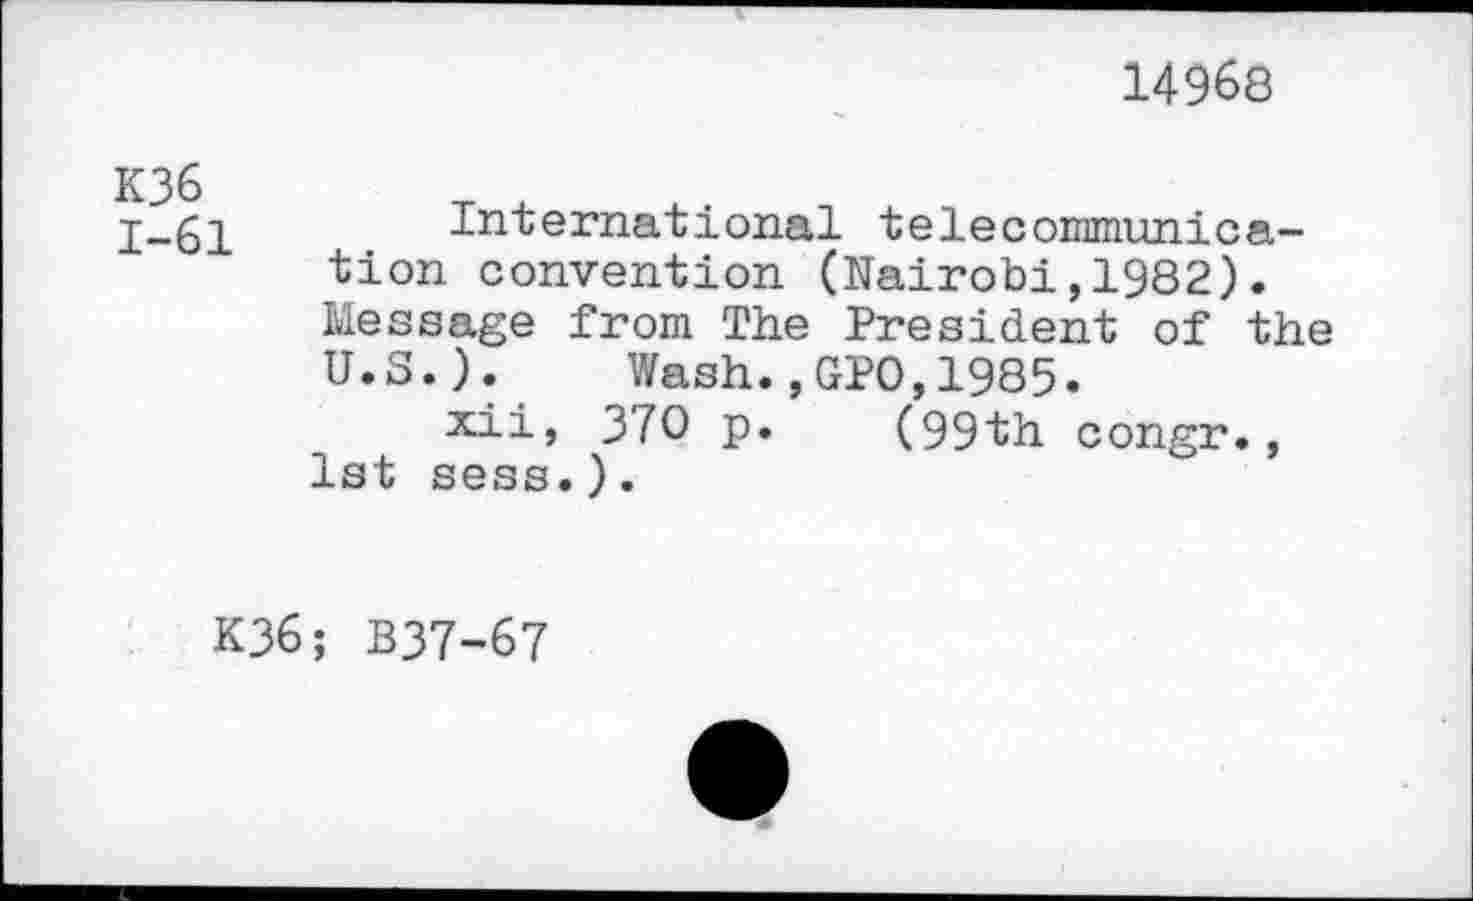 14968
K36
I-61 International telecommunica-
tion convention (Nairobi,1982).
Message from The President of the
U.S.). Wash.,GPO,1985.
xii, 370 p. (99th congr.,
1st sess.).
K36; B37-67